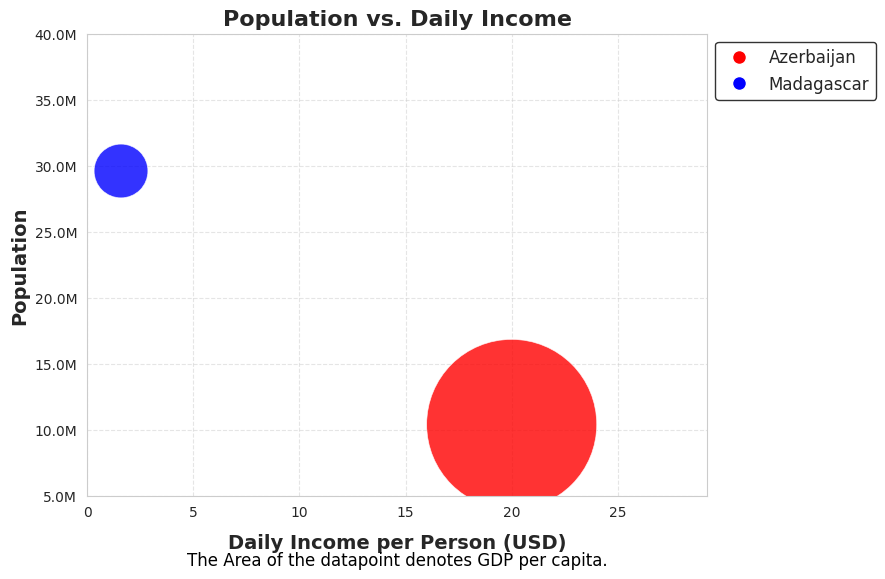 Population vs. Daily Income
40.0M
35.0M
30.0M
25.0M
20.0M
15.0M
10.0M
5.0M
Population
0 5 10 15 20 25
Daily Income per Person (USD)
The Area of the datapoint denotes GDP per capita.
Azerbaijan
Madagascar